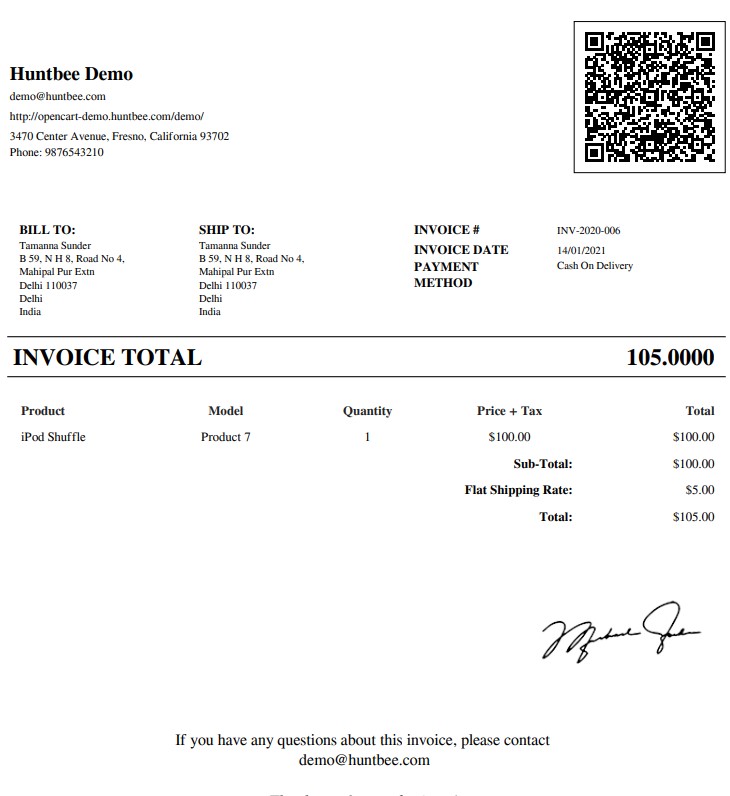 Huntbee Demo
demo@huntbee.com
http://opencart-demo.huntbee.com/demo/
3470 Center Avenue, Fresno, California 93702
Phone: 9876543210
BILL TO:
Tamanna Sunder
B 59, N H 8, Road No 4,
Mahipal Pur Extn
Delhi 110037
Delhi
India
SHIP TO:
Tamanna Sunder
B 59, N H 8, Road No 4,
Mahipal Pur Extn
Delhi 110037
Delhi
India
INVOICE # INV-2020-006
INVOICE DATE 14/01/2021
PAYMENT Cash On Delivery
METHOD
INVOICE TOTAL 105.0000
Product Model Quantity Price + Tax Total
iPod Shuffle Product 7 1 $100.00 $100.00
Sub-Total: $100.00
Flat Shipping Rate: $5.00
Total: $105.00
If you have any questions about this invoice, please contact
demo@huntbee.com